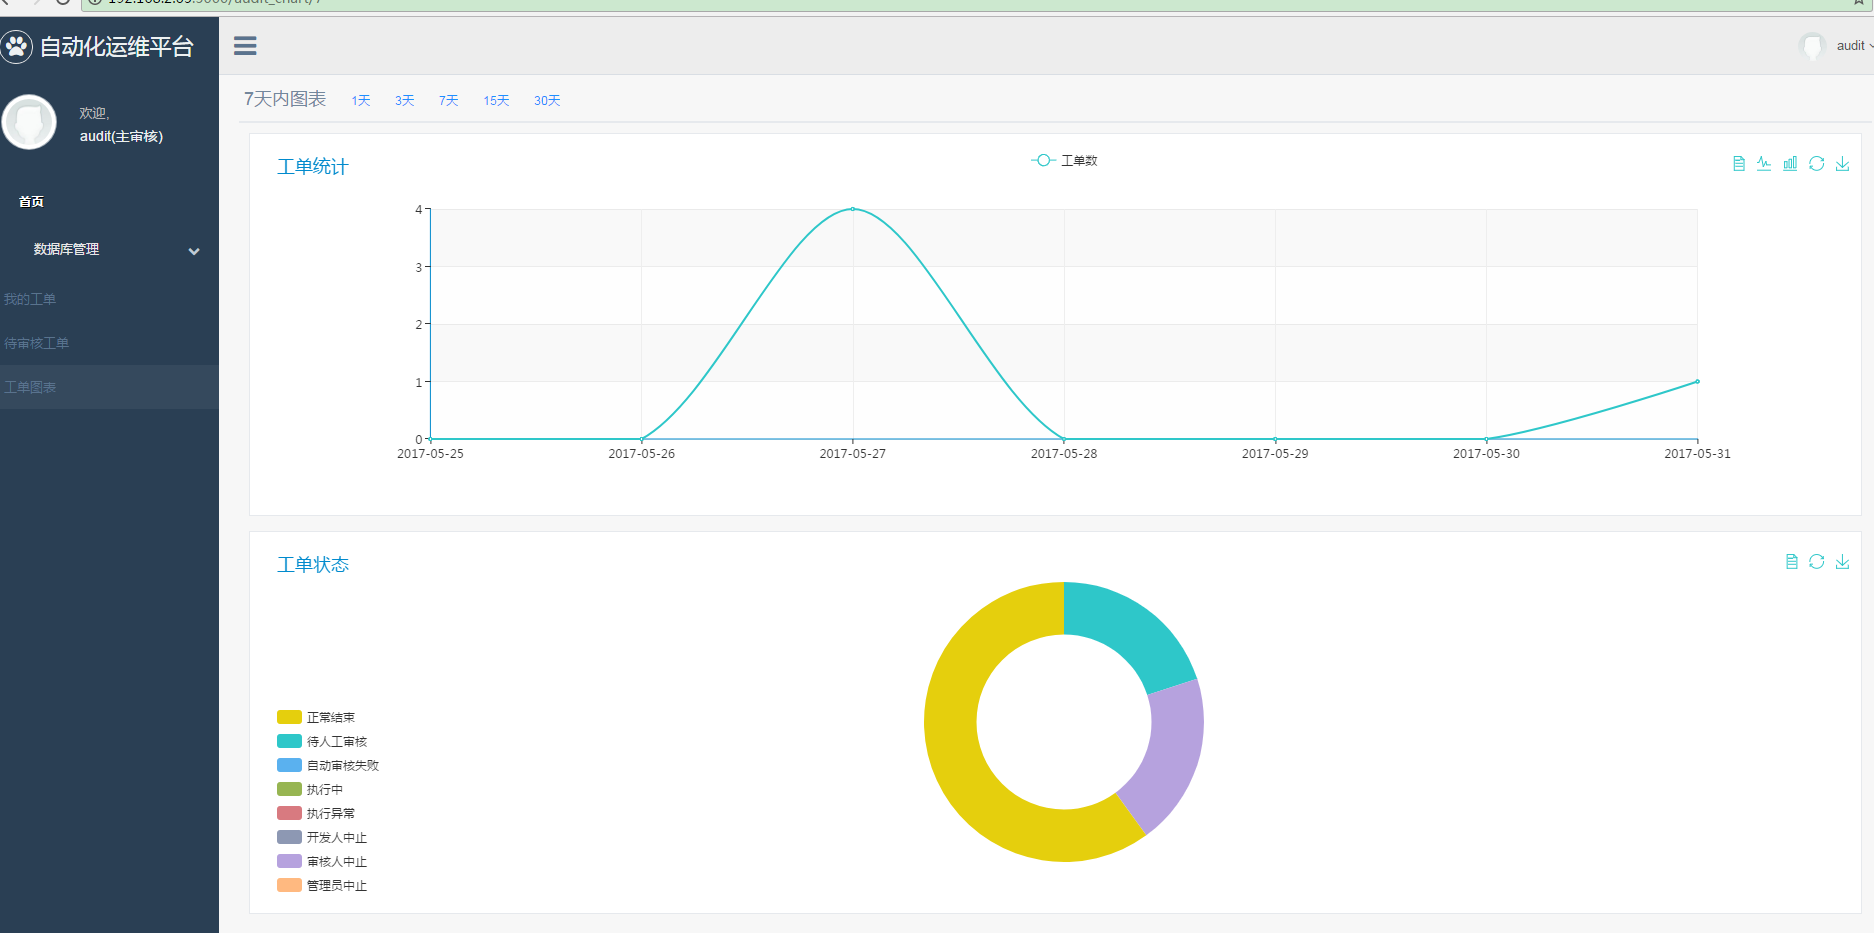 自动化运维平台
audit
欢迎,
audit(主审核)
首页
数据库管理
我的工单
待审核工单
工单图表
7天内图表 1天 3天 7天 15天 30天
工单统计
工单数
4
3
2
1
0
2017-05-25 2017-05-26 2017-05-27 2017-05-28 2017-05-29 2017-05-30 2017-05-31
工单状态
正常结束
待人工审核
自动审核失败
执行中
执行异常
开发人中止
审核人中止
管理员中止